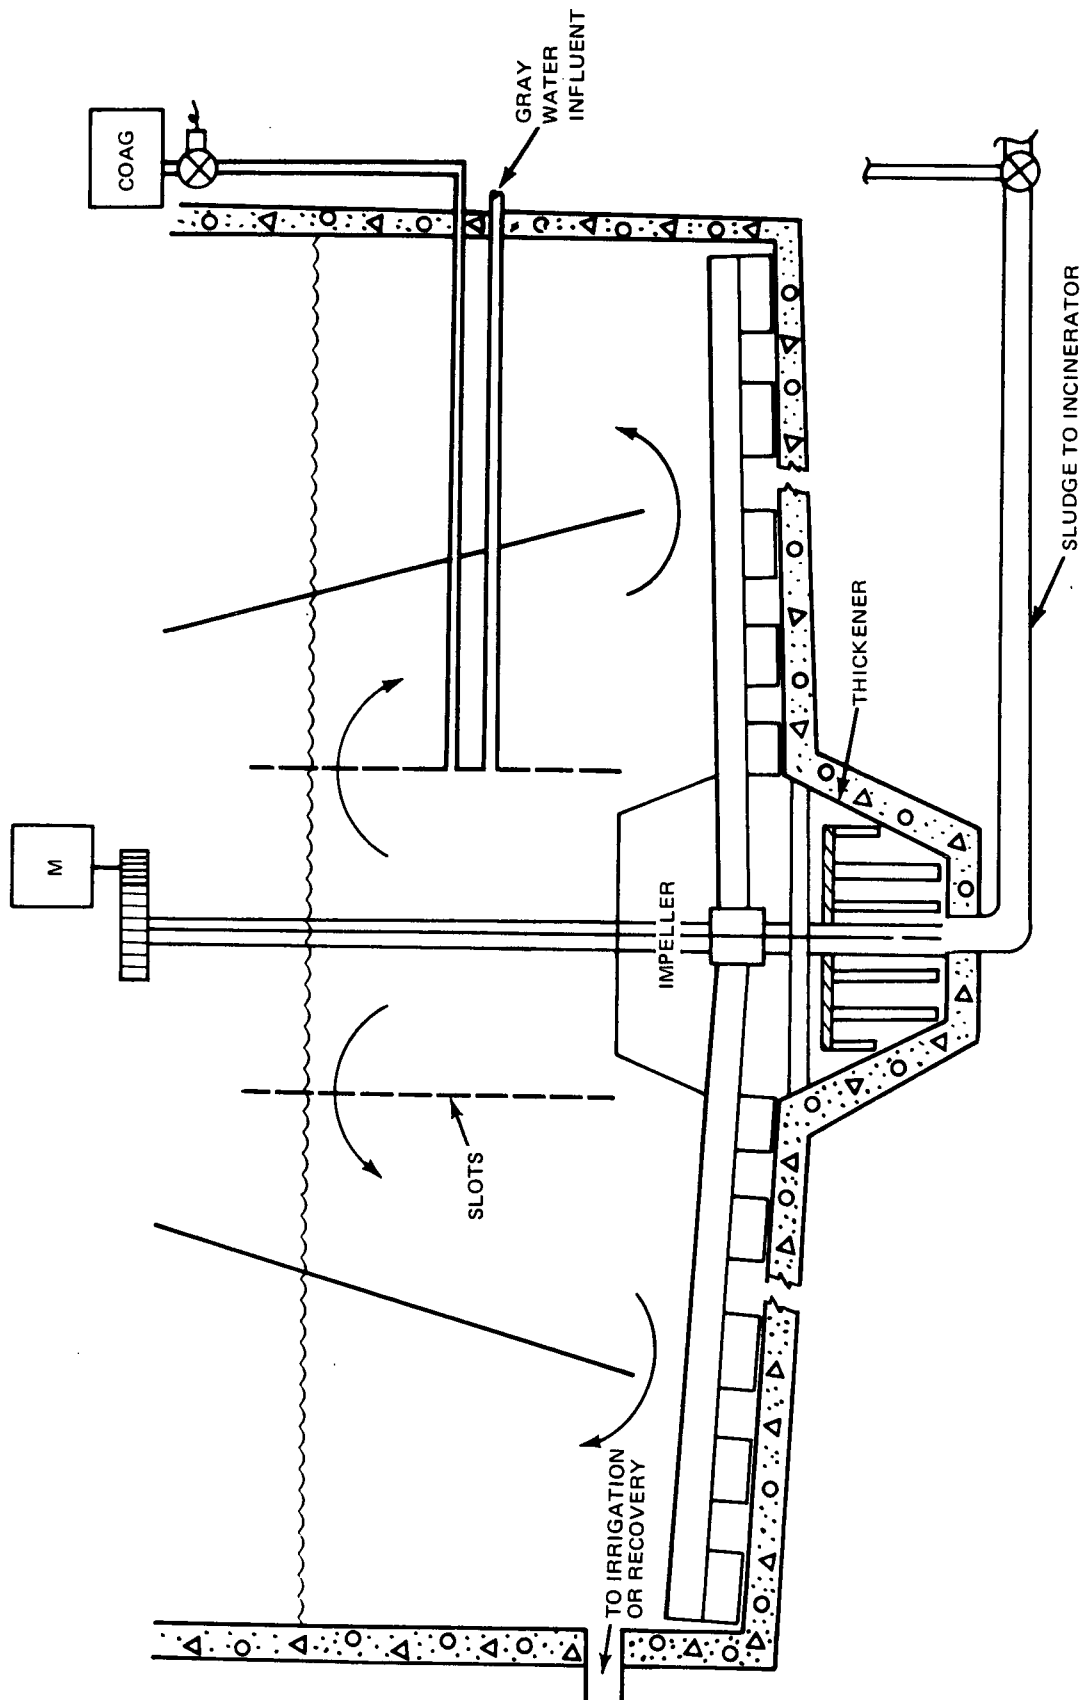 COAG
GRAY
WATER
INFLUENT
M
IMPELLER
SLOTS
THICKENER
SLUDGE TO INCINERATOR
TO IRRIGATION
OR RECOVERY